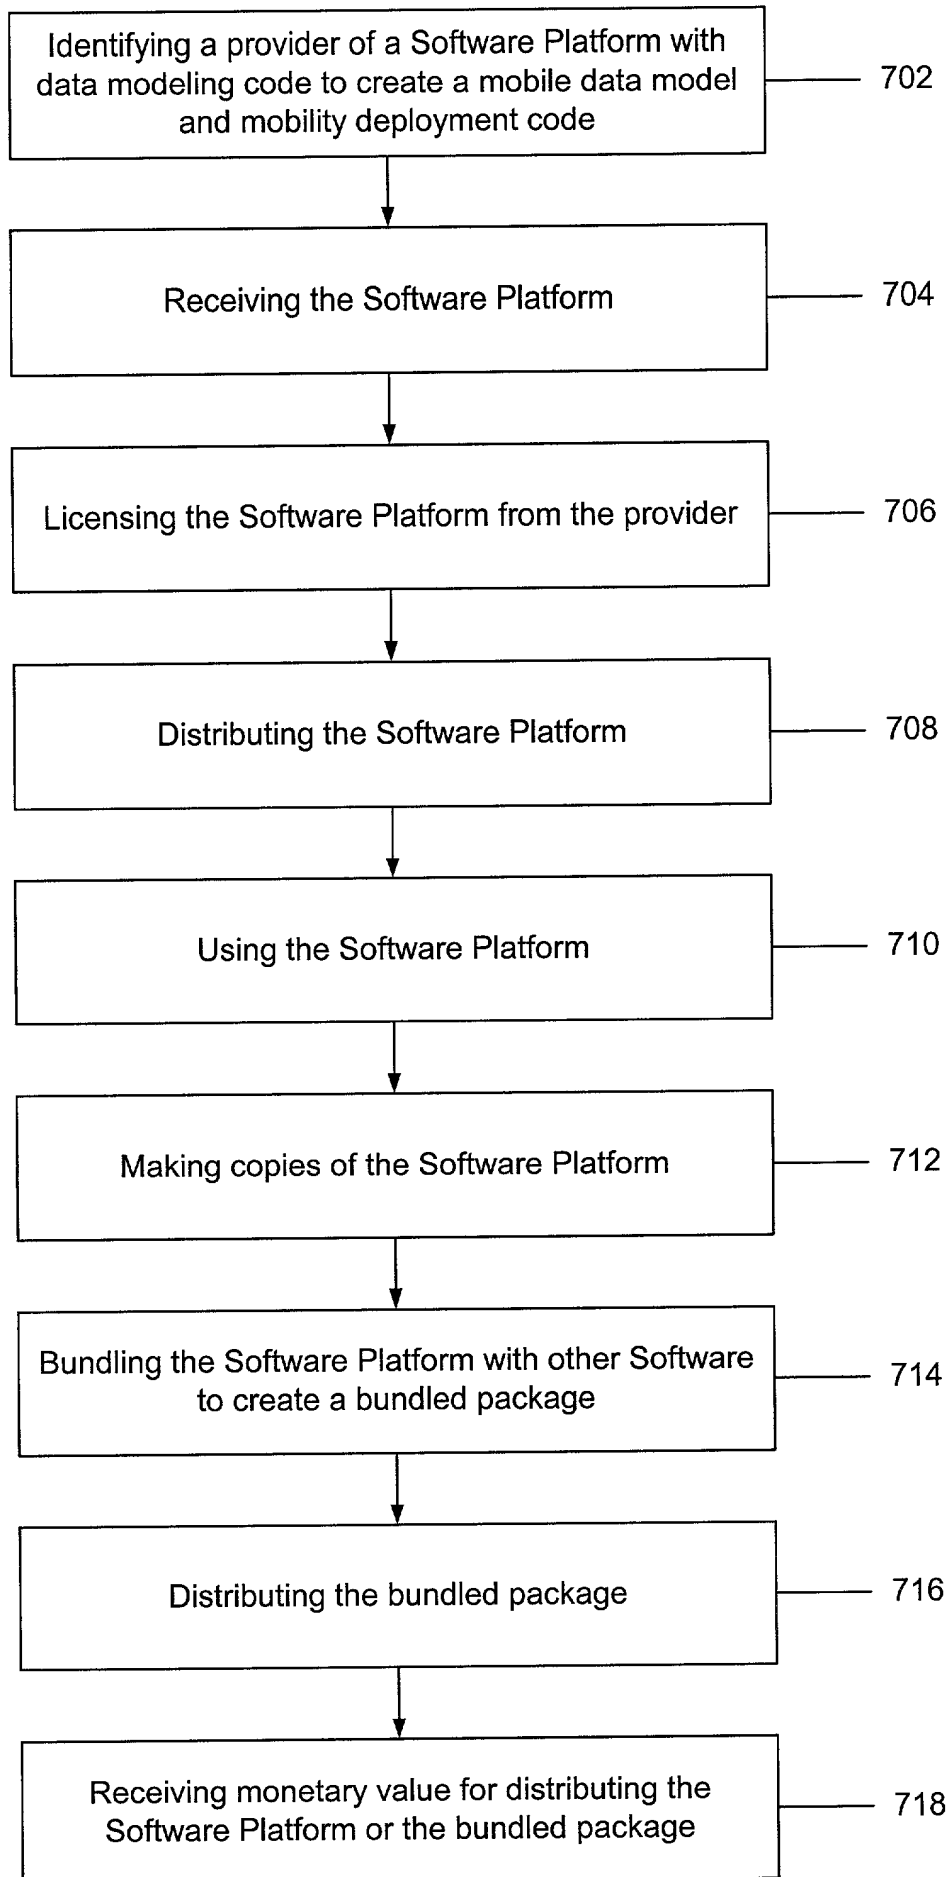 Identifying a provider of a Software Platform with
data modeling code to create a mobile data model
and mobility deployment code
702
Receiving the Software Platform
704
Licensing the Software Platform from the provider
706
Distributing the Software Platform
708
Using the Software Platform
710
Making copies of the Software Platform
712
Bundling the Software Platform with other Software
to create a bundled package
714
Distributing the bundled package
716
Receiving monetary value for distributing the
Software Platform or the bundled package
718